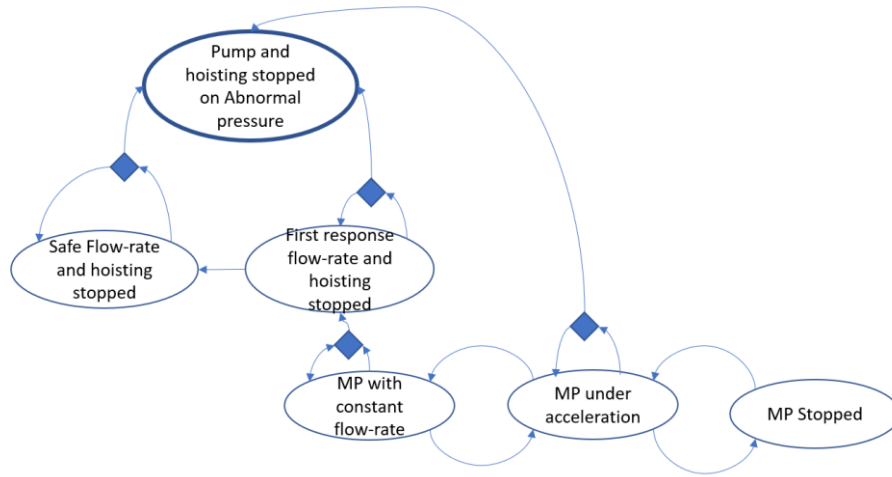 Pump and
hoisting stopped
on Abnormal
pressure
Safe Flow-rate
and hoisting
stopped
First response
flow-rate and
hoisting
stopped
MP with
constant
flow-rate
MP under
acceleration
MP Stopped